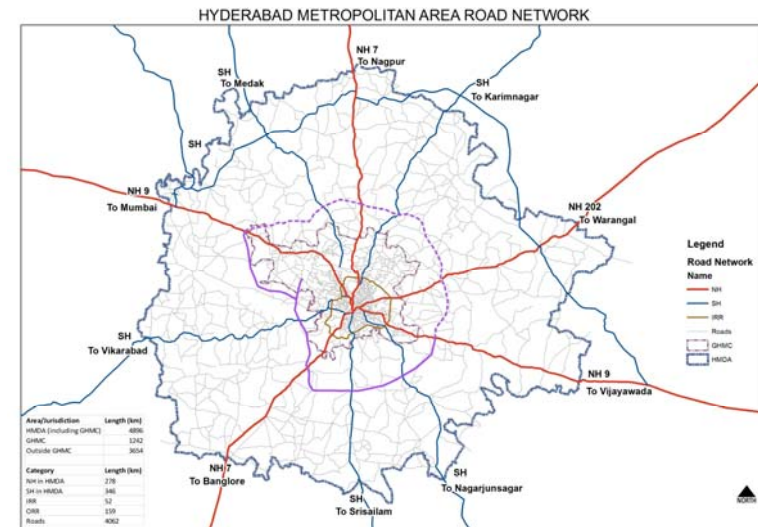 HYDERABAD METROPOLITAN AREA ROAD NETWORK
NH 7
To Nagpur
SH
To Medak
SH
To Karimnagar
SH
NH 9
To Mumbai
NH 202
To Warangal
Legend
Road Network
Name
NH
SH
IRR
Roads
GHMC
HMDA
SH
To Vikarabad
NH 9
To Vijayawada
Area/Jurisdiction Length (km)
HMDA (including GHMC) 4896
GHMC 1242
Outside GHMC 3654
Category Length (km)
NH in HMDA 278
SH in HMDA 346
IRR 52
ORR 159
Roads 4062
NH 7
To Banglore
SH
To Srisailam
SH
To Nagarjunsagar
NORTH